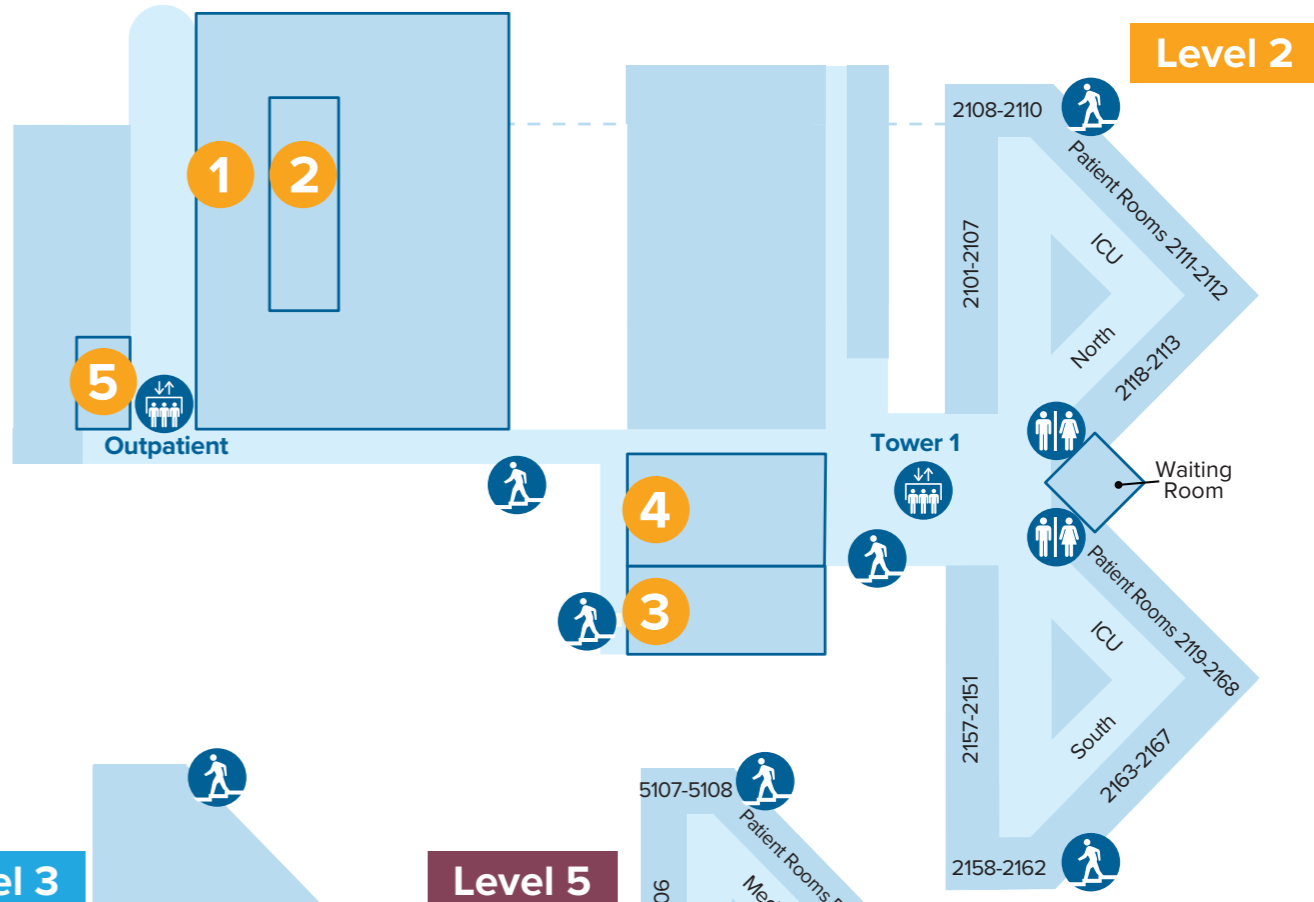 Level 2
2108-2110
1
2
Patient Rooms 2111-2112
ICU
2101-2107
North
2118-2113
5
Outpatient
Tower 1
Waiting
Room
4
3
Patient Rooms 2119-2168
ICU
2157-2151
South
2163-2167
2158-2162
5107-5108
Patient Rooms
el 3
Level 5
06